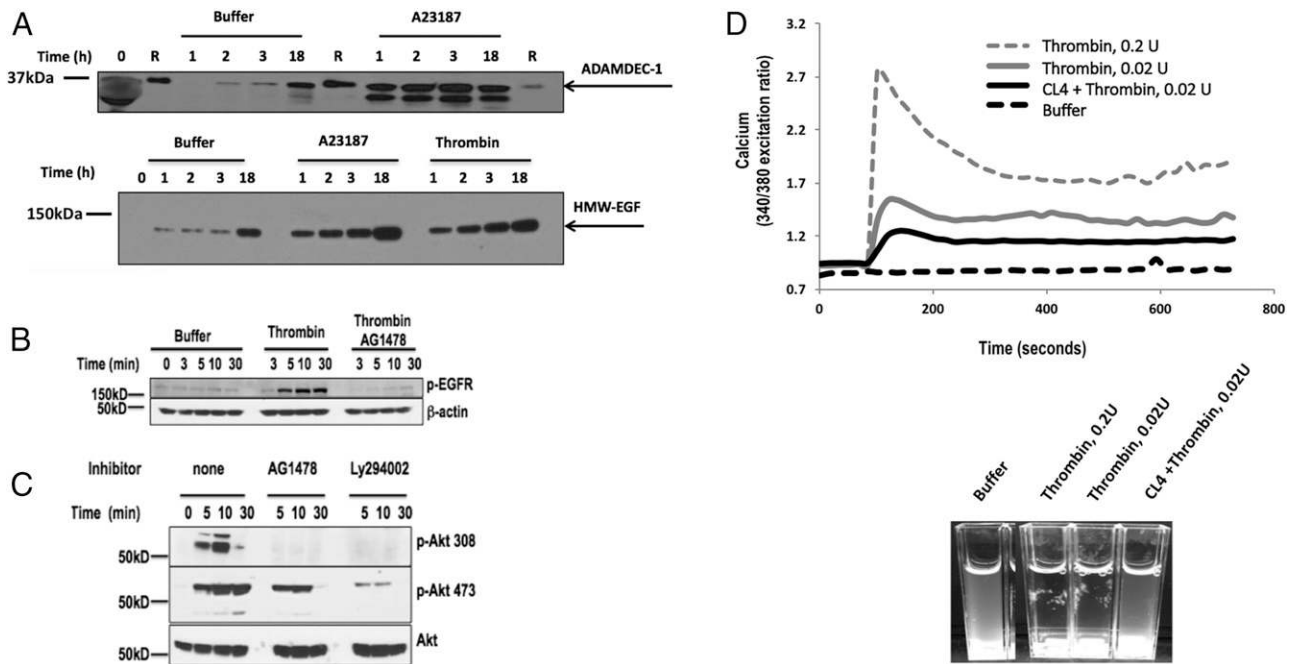 A
Buffer A23187
Time (h) 0 R 1 2 3 18 R 1 2 3 18 R
37kDa ADAMDEC-1
Buffer A23187 Thrombin
Time (h) 0 1 2 3 18 1 2 3 18 1 2 3 18
150kDa HMW-EGF
B
Buffer Thrombin Thrombin
AG1478
Time (min) 0 3 5 10 30 3 5 10 30 3 5 10 30
150kD p-EGFR
50kD β-actin
C
Inhibitor none AG1478 Ly294002
Time (min) 0 5 10 30 5 10 30 5 10 30
50kD p-Akt 308
50kD p-Akt 473
50kD Akt
D
3.2
2.7
2.2
1.7
1.2
0.7
Calcium
(340/380 excitation ratio)
Thrombin, 0.2 U
Thrombin, 0.02 U
CL4 + Thrombin, 0.02 U
Buffer
0 200 400 600 800
Time (seconds)
Buffer
Thrombin, 0.2U
Thrombin, 0.02U
CL4 +Thrombin, 0.02U